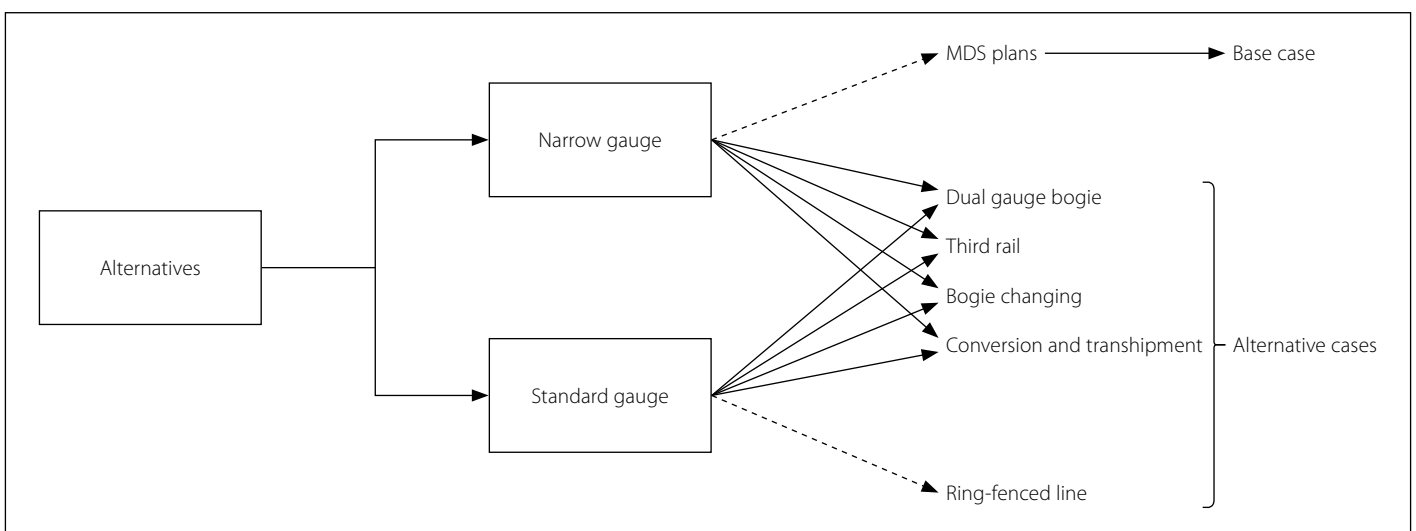 MDS plans
Base case
Narrow gauge
Dual gauge bogie
Third rail
Alternatives
Bogie changing
Conversion and transhipment
Alternative cases
Standard gauge
Ring-fenced line